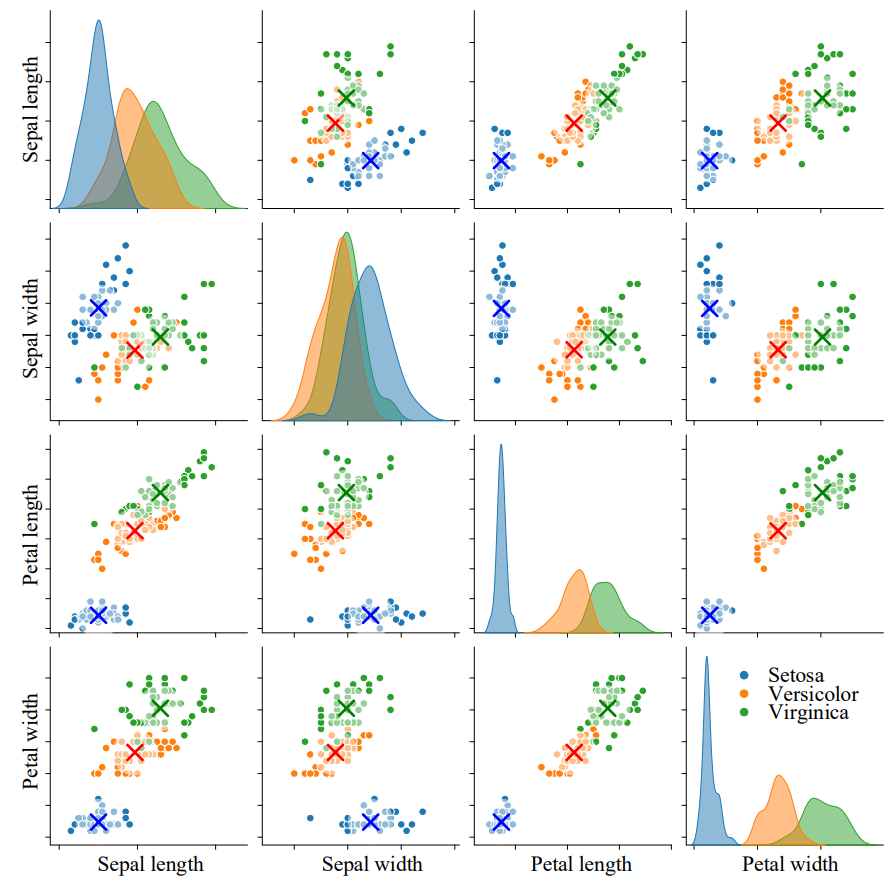 Sepal length
Sepal width
Petal length
Petal width
Setosa
Versicolor
Virginica
Sepal length
Sepal width
Petal length
Petal width